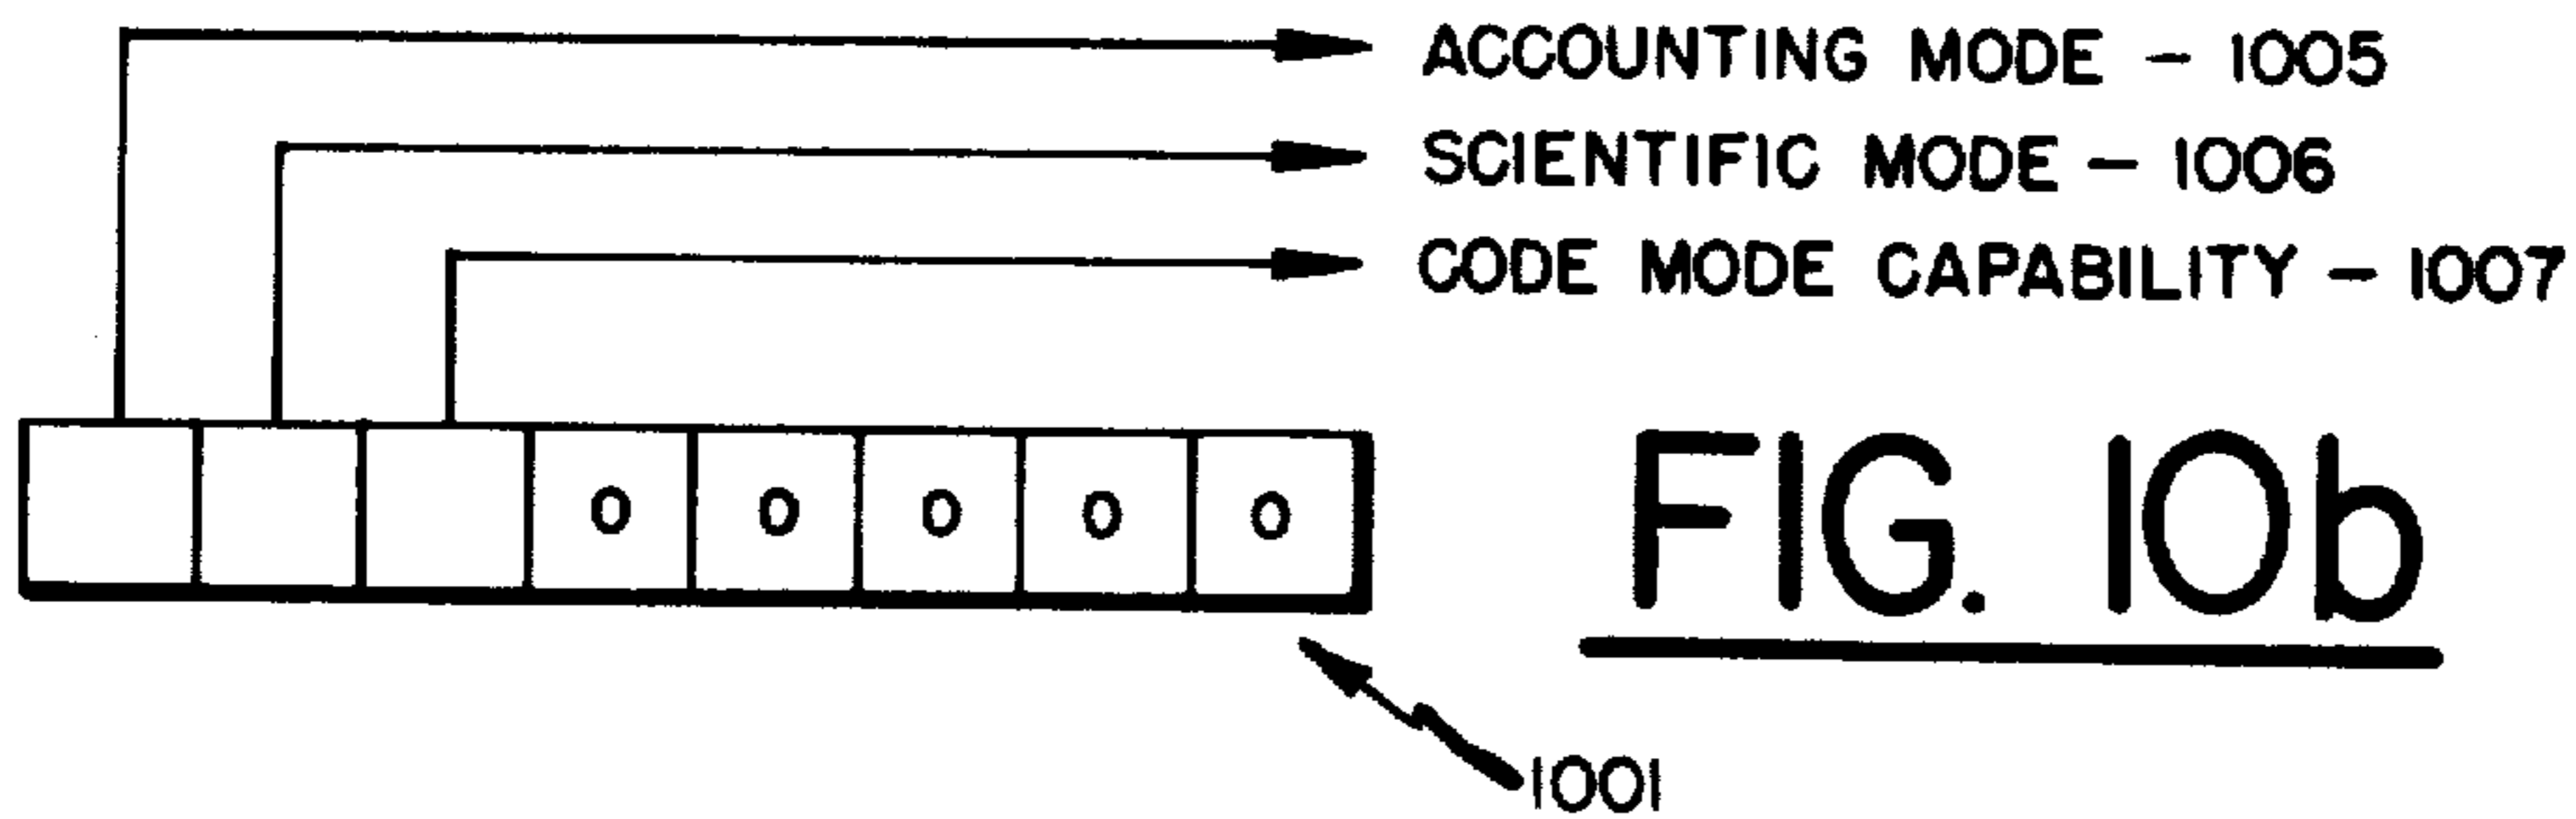 ACCOUNTING MODE - 1005
SCIENTIFIC MODE - 1006
CODE MODE CAPABILITY - 1007
0 0 0 0 0
FIG. 10b
1001